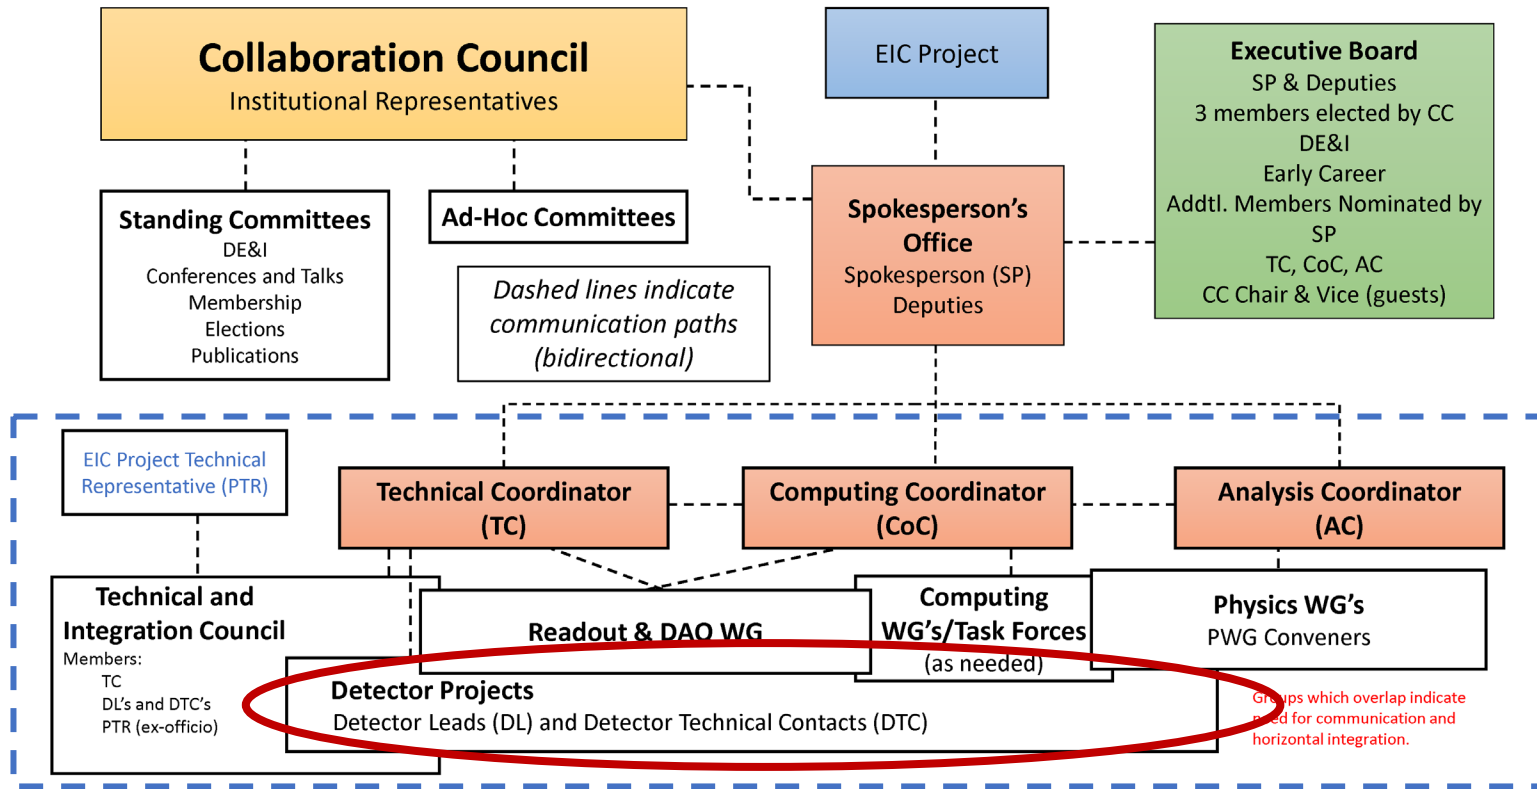 Collaboration Council
Institutional Representatives
EIC Project
Executive Board
SP & Deputies
3 members elected by CC
DE&I
Early Career
Addtl. Members Nominated by
SP
TC, CoC, AC
CC Chair & Vice (guests)
Standing Committees
DE&I
Conferences and Talks
Membership
Elections
Publications
Ad-Hoc Committees
Spokesperson's
Office
Spokesperson (SP)
Deputies
Dashed lines indicate
communication paths
(bidirectional)
EIC Project Technical
Representative (PTR)
Technical Coordinator
(TC)
Computing Coordinator
(CoC)
Analysis Coordinator
(AC)
Technical and
Integration Council
Members:
TC
DL's and DTC's
PTR (ex-officio)
Readout & DAQ WG
Computing
WG's/Task Forces
(as needed)
Physics WG's
PWG Conveners
Detector Projects
Detector Leads (DL) and Detector Technical Contacts (DTC)
Groups which overlap indicate
need for communication and
horizontal integration.